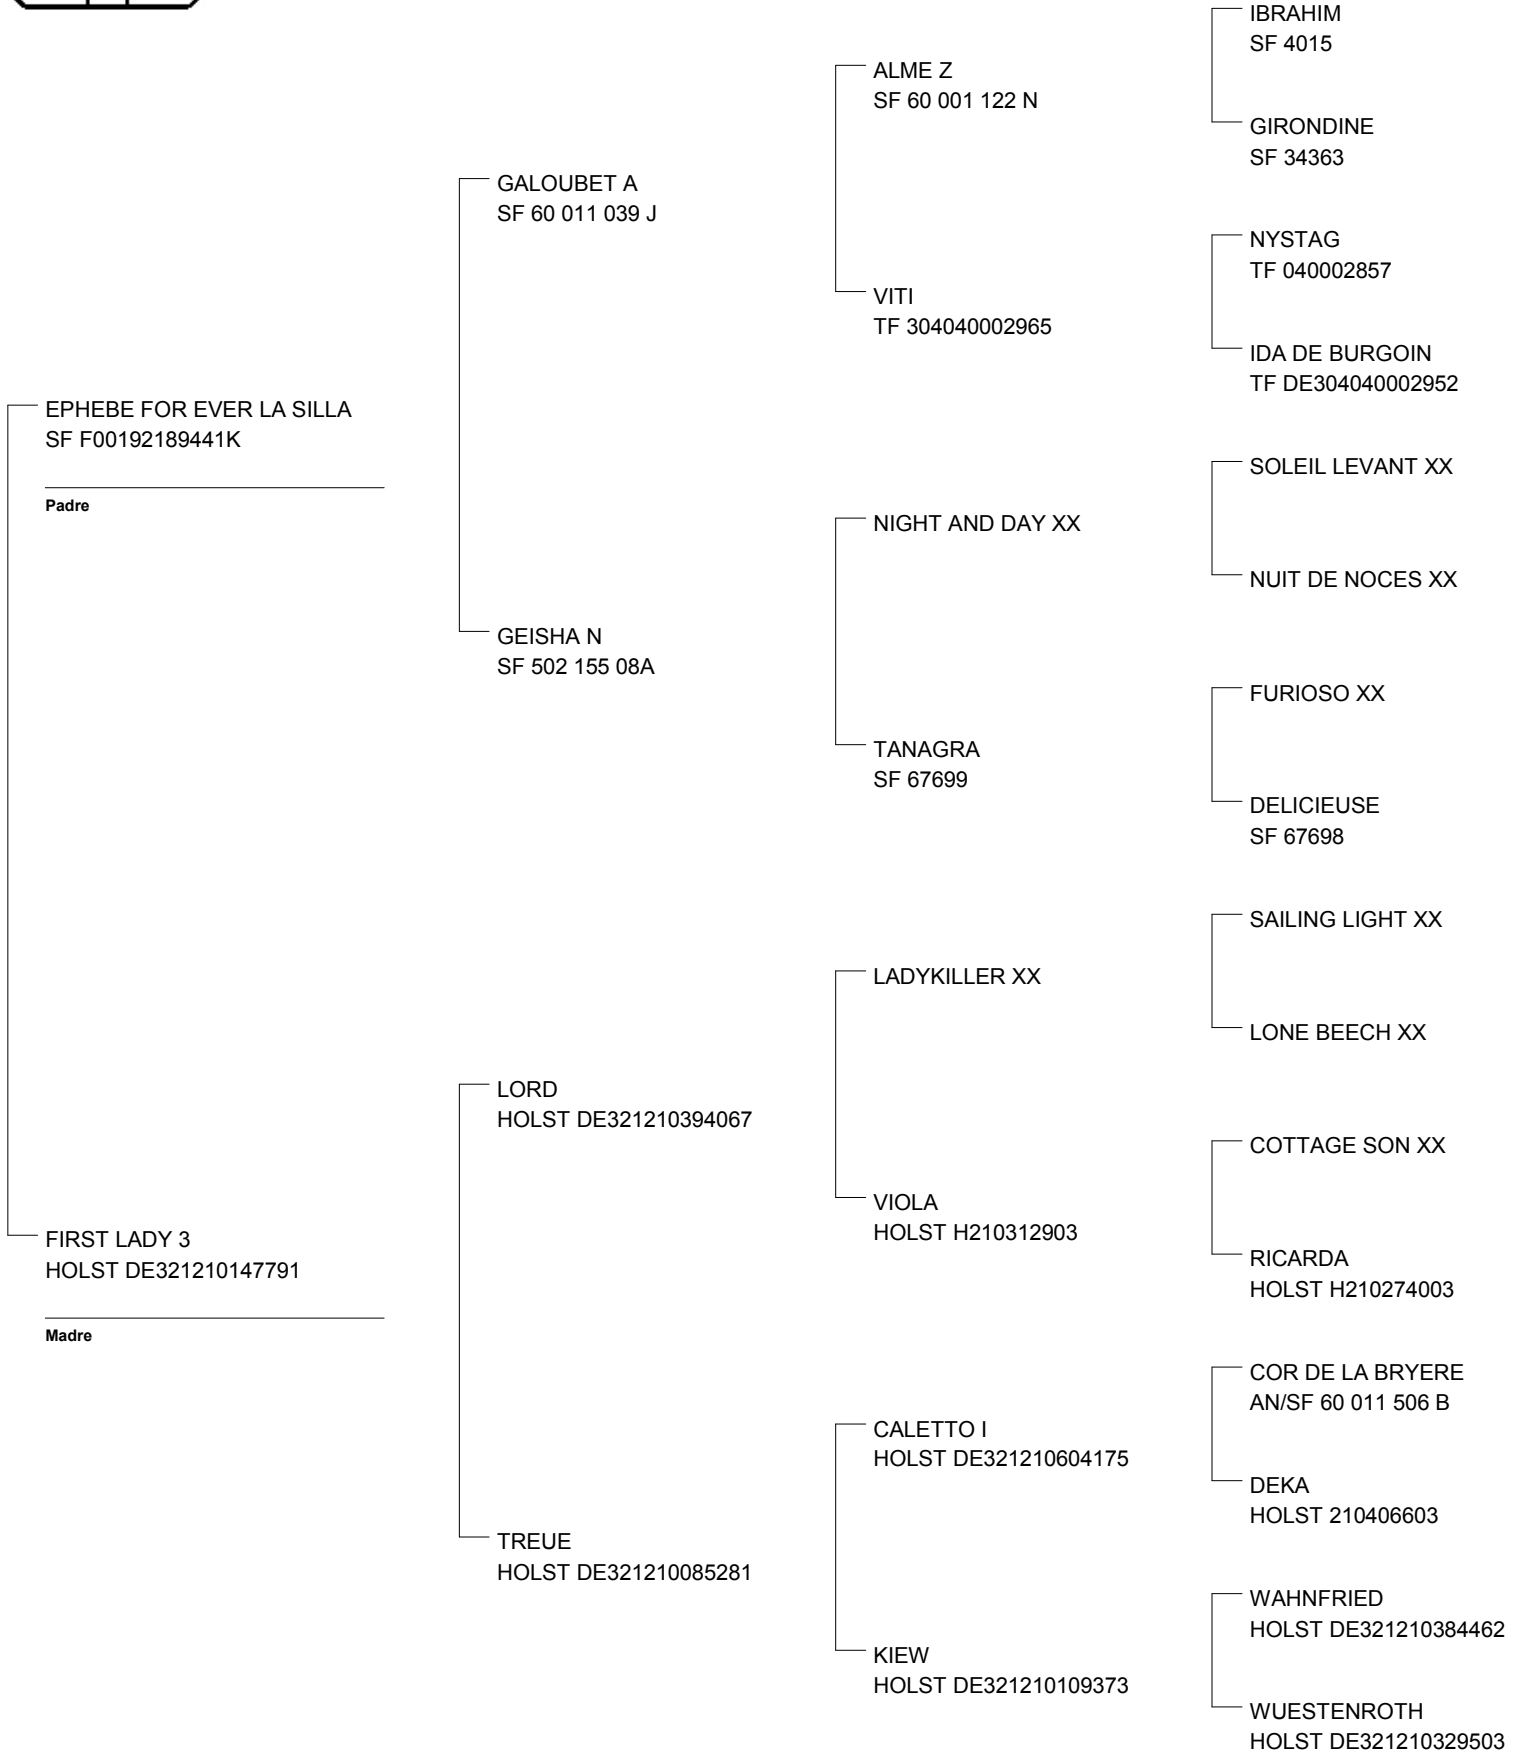 IBRAHIM
SF 4015
ALME Z
SF 60 001 122 N
GIRONDINE
SF 34363
GALOUBET A
SF 60 011 039 J
NYSTAG
TF 040002857
VITI
TF 304040002965
IDA DE BURGOIN
TF DE304040002952
EPHEBE FOR EVER LA SILLA
SF F00192189441K
Padre
SOLEIL LEVANT XX
NIGHT AND DAY XX
NUIT DE NOCES XX
GEISHA N
SF 502 155 08A
FURIOSO XX
TANAGRA
SF 67699
DELICIEUSE
SF 67698
SAILING LIGHT XX
LADYKILLER XX
LONE BEECH XX
LORD
HOLST DE321210394067
COTTAGE SON XX
VIOLA
HOLST H210312903
RICARDA
HOLST H210274003
FIRST LADY 3
HOLST DE321210147791
Madre
COR DE LA BRYERE
AN/SF 60 011 506 B
CALETTO I
HOLST DE321210604175
DEKA
HOLST 210406603
TREUE
HOLST DE321210085281
WAHNFRIED
HOLST DE321210384462
KIEW
HOLST DE321210109373
WUESTENROTH
HOLST DE321210329503